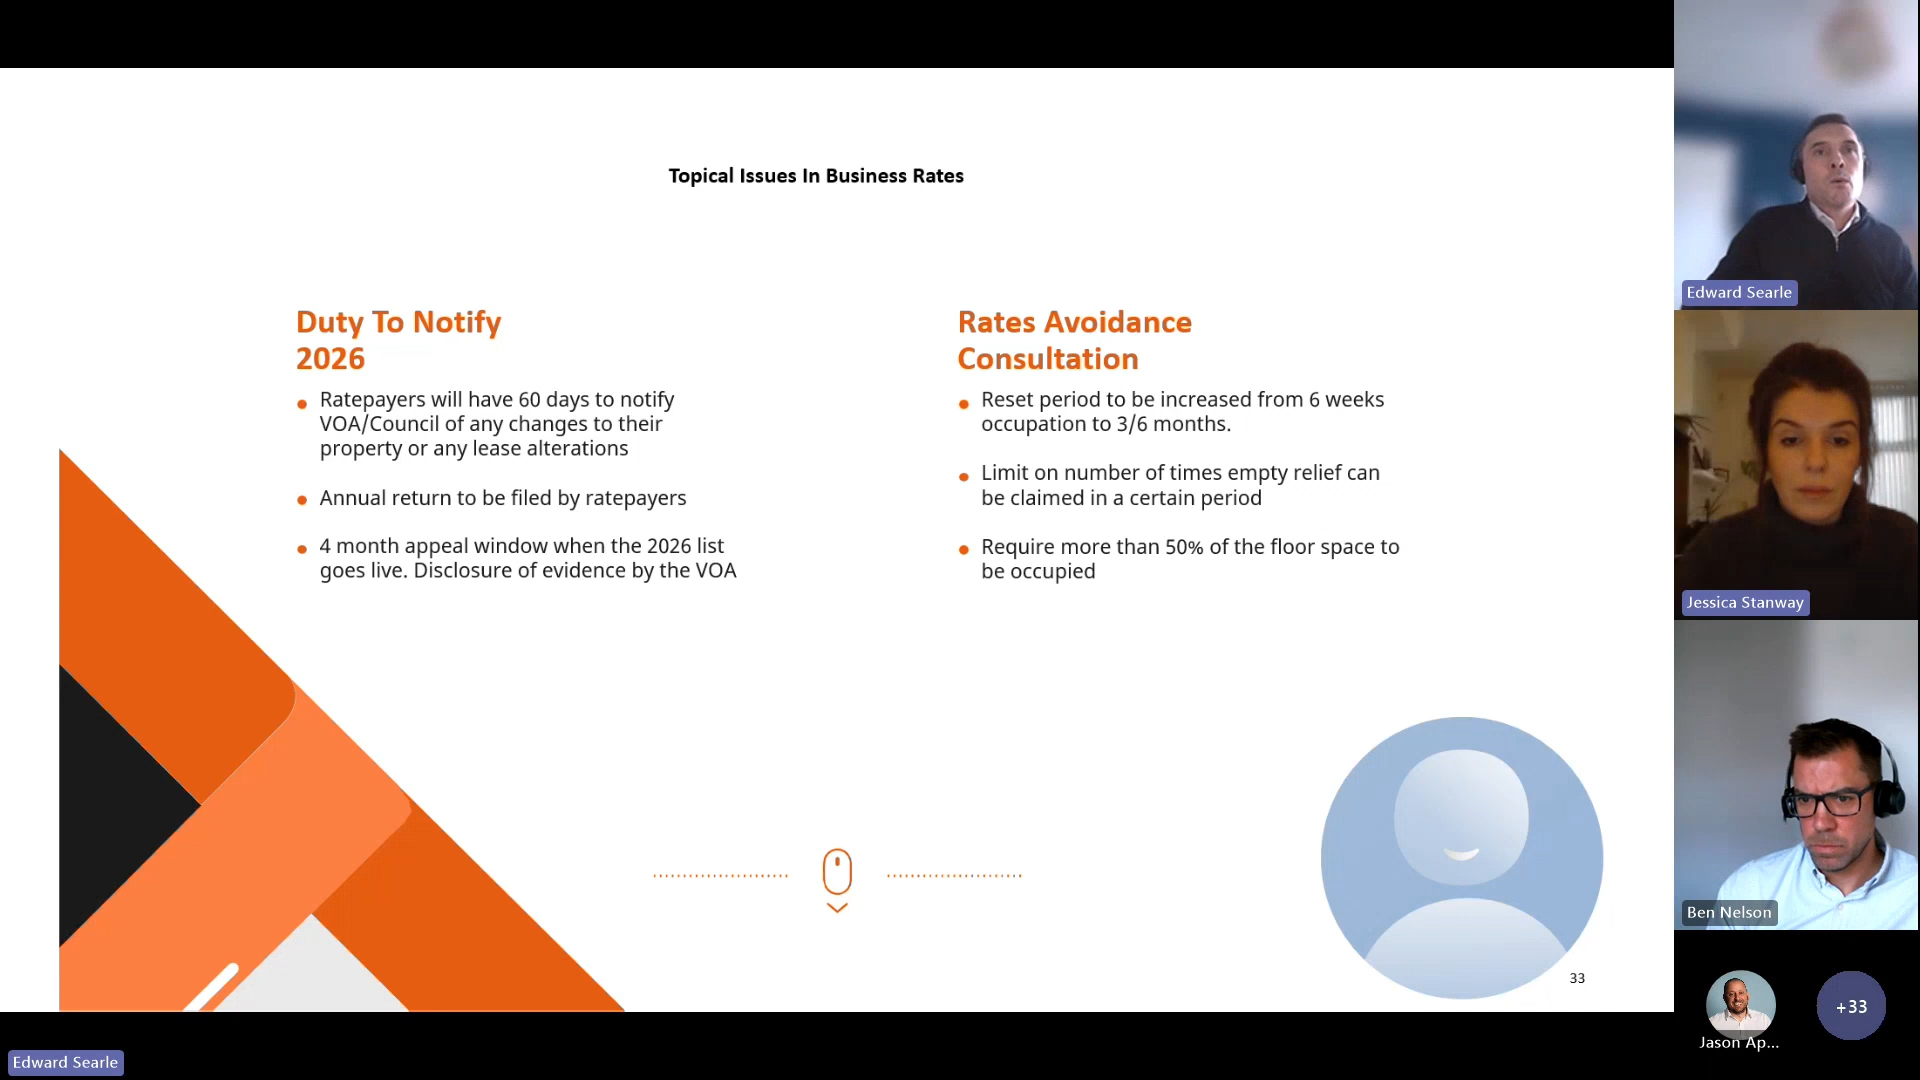 Topical Issues In Business Rates
Duty To Notify
2026
Ratepayers will have 60 days to notify
VOA/Council of any changes to their
property or any lease alterations
Annual return to be filed by ratepayers
4 month appeal window when the 2026 list
goes live. Disclosure of evidence by the VOA
Rates Avoidance
Consultation
Reset period to be increased from 6 weeks
occupation to 3/6 months.
Limit on number of times empty relief can
be claimed in a certain period
Require more than 50% of the floor space to
be occupied
33
Edward Searle
Jessica Stanway
Ben Nelson
Jason Ap...
+33
Edward Searle